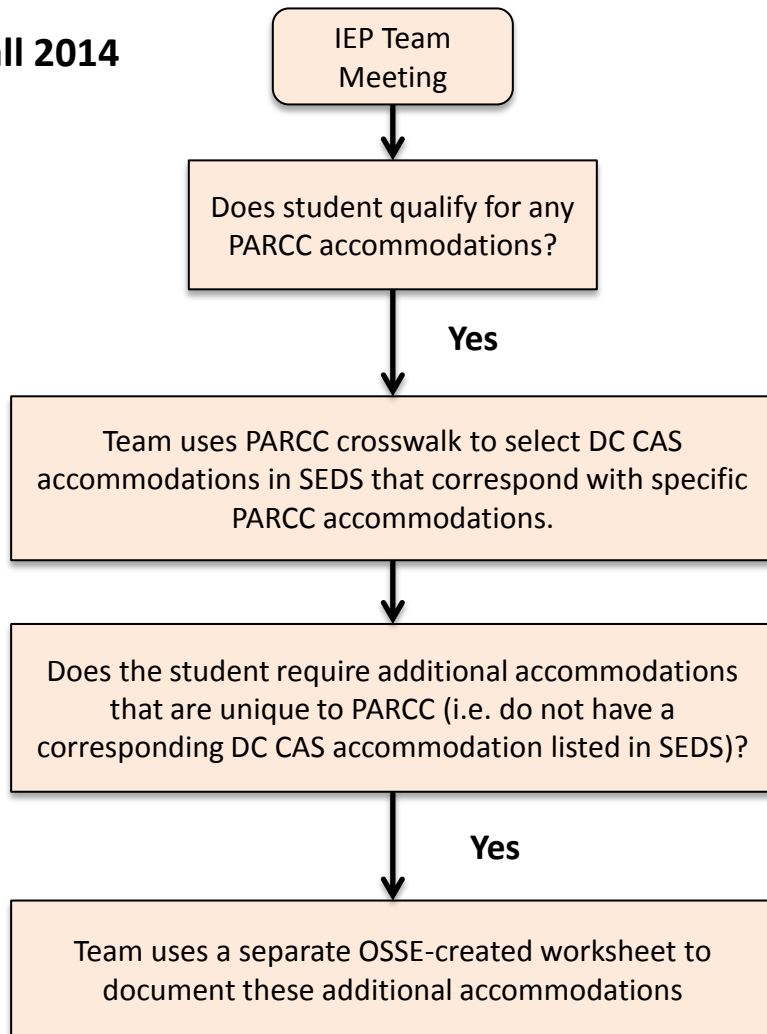 2014
IEP Team
Meeting
Does student qualify for any
PARCC accommodations?
Yes
Team uses PARCC crosswalk to select DC CAS
accommodations in SEDS that correspond with specific
PARCC accommodations.
Does the student require additional accommodations
that are unique to PARCC (i.e. do not have a
corresponding DC CAS accommodation listed in SEDS)?
Yes
Team uses a separate OSSE-created worksheet to
document these additional accommodations